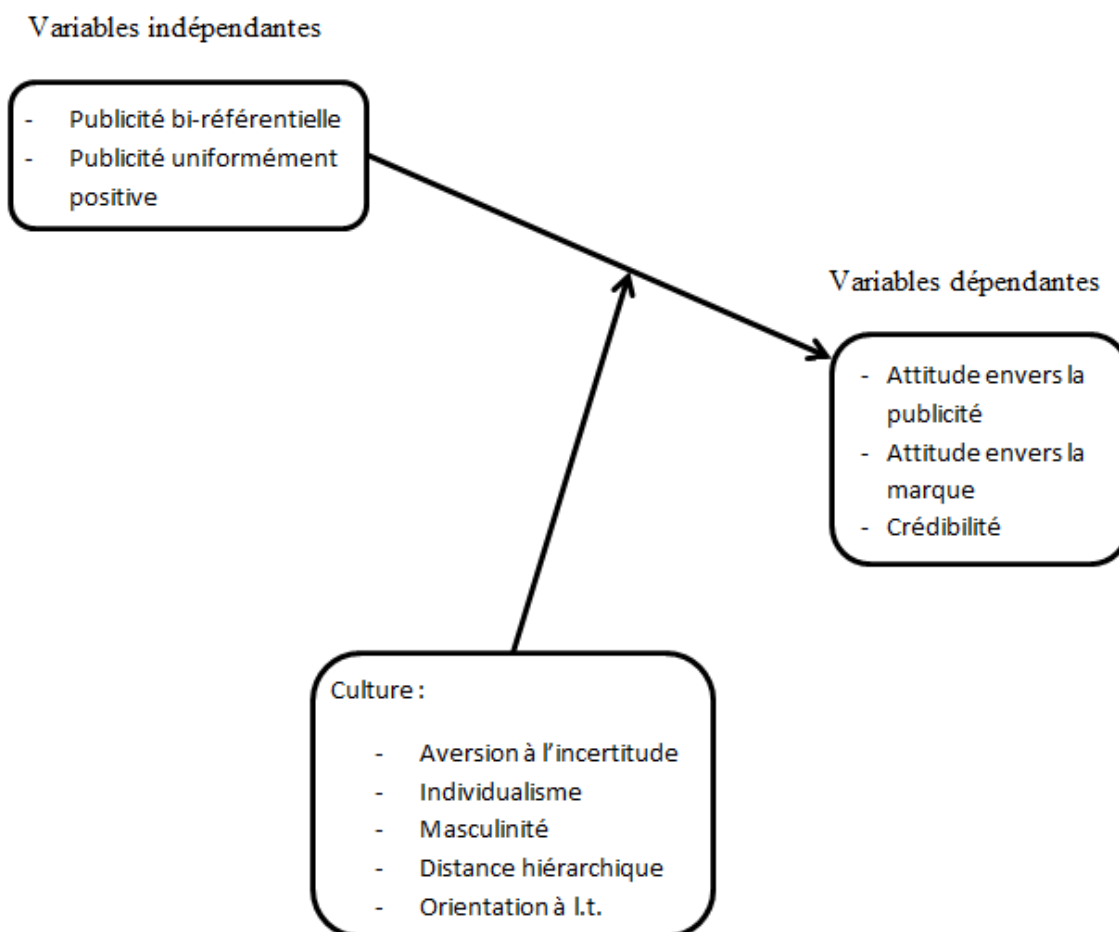 Variables indépendantes
- Publicité bi-référentielle
- Publicité uniformément
positive
Variables dépendantes
- Attitude envers la
publicité
- Attitude envers la
marque
- Crédibilité
Culture :
- Aversion à l’incertitude
- Individualisme
- Masculinité
- Distance hiérarchique
- Orientation à l.t.